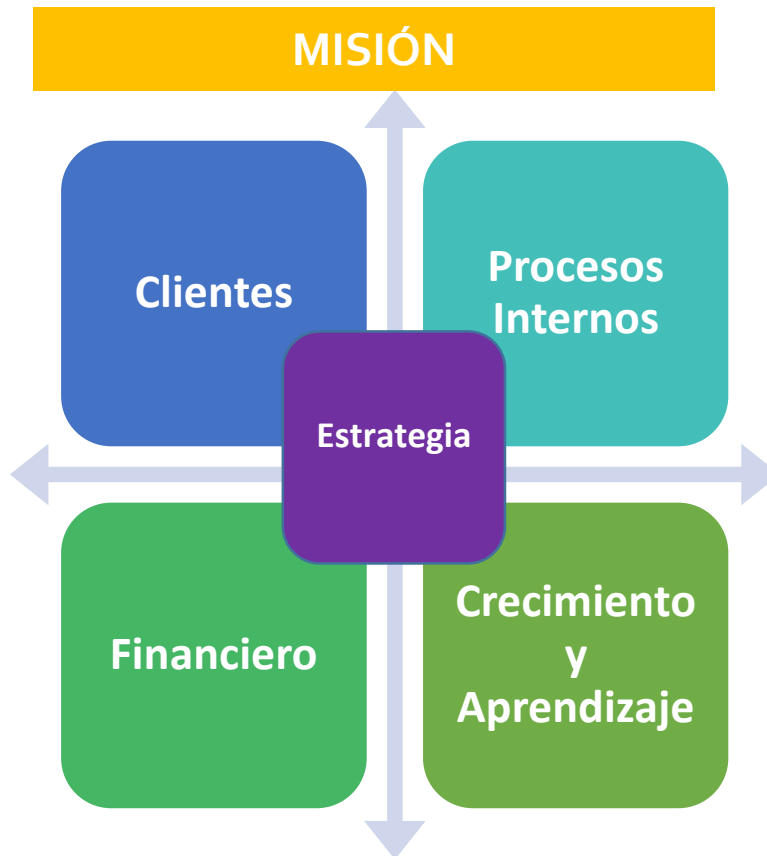 MISIÓN
Clientes
Procesos
Internos
Estrategia
Financiero
Crecimiento
y
Aprendizaje